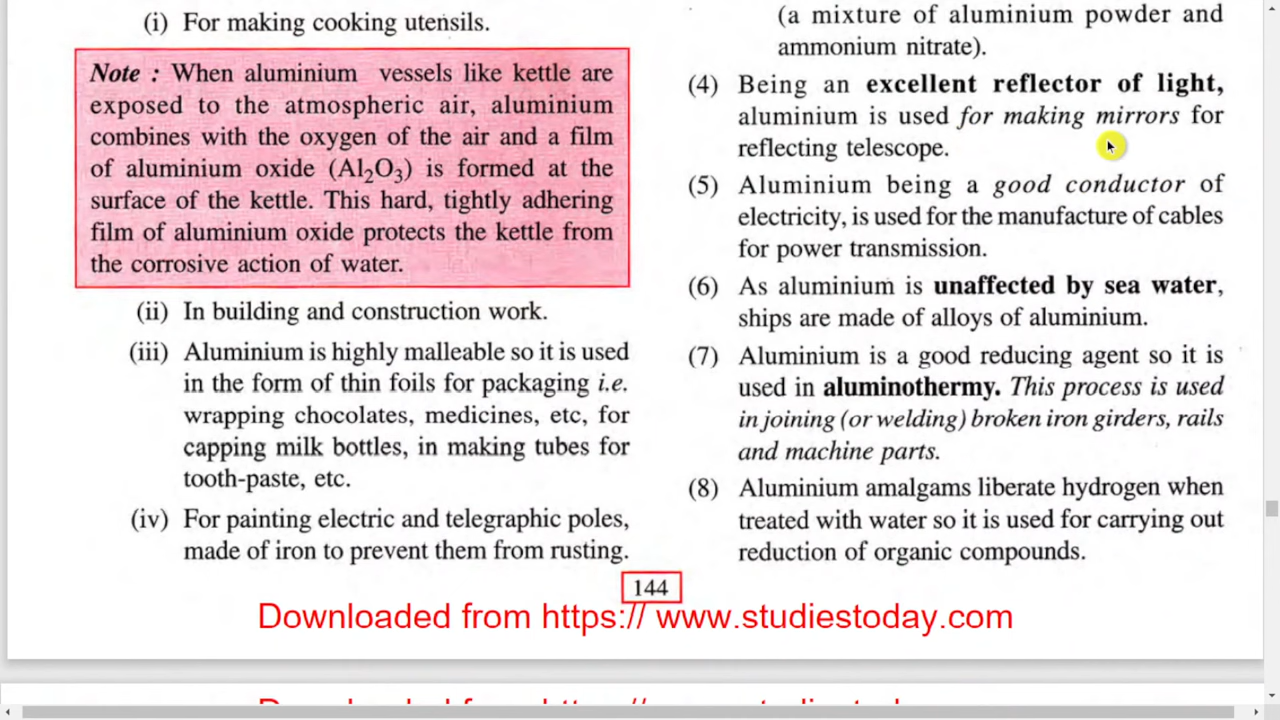 (i) For making cooking utensils.
Note : When aluminium vessels like kettle are
exposed to the atmospheric air, aluminium
combines with the oxygen of the air and a film
of aluminium oxide (Al₂O₃) is formed at the
surface of the kettle. This hard, tightly adhering
film of aluminium oxide protects the kettle from
the corrosive action of water.
(ii) In building and construction work.
(iii) Aluminium is highly malleable so it is used
in the form of thin foils for packaging i.e.
wrapping chocolates, medicines, etc, for
capping milk bottles, in making tubes for
tooth-paste, etc.
(iv) For painting electric and telegraphic poles,
made of iron to prevent them from rusting.
(a mixture of aluminium powder and
ammonium nitrate).
(4) Being an excellent reflector of light,
aluminium is used for making mirrors for
reflecting telescope.
(5) Aluminium being a good conductor of
electricity, is used for the manufacture of cables
for power transmission.
(6) As aluminium is unaffected by sea water,
ships are made of alloys of aluminium.
(7) Aluminium is a good reducing agent so it is
used in aluminothermy. This process is used
in joining (or welding) broken iron girders, rails
and machine parts.
(8) Aluminium amalgams liberate hydrogen when
treated with water so it is used for carrying out
reduction of organic compounds.
144
Downloaded from https:// www.studiestoday.com